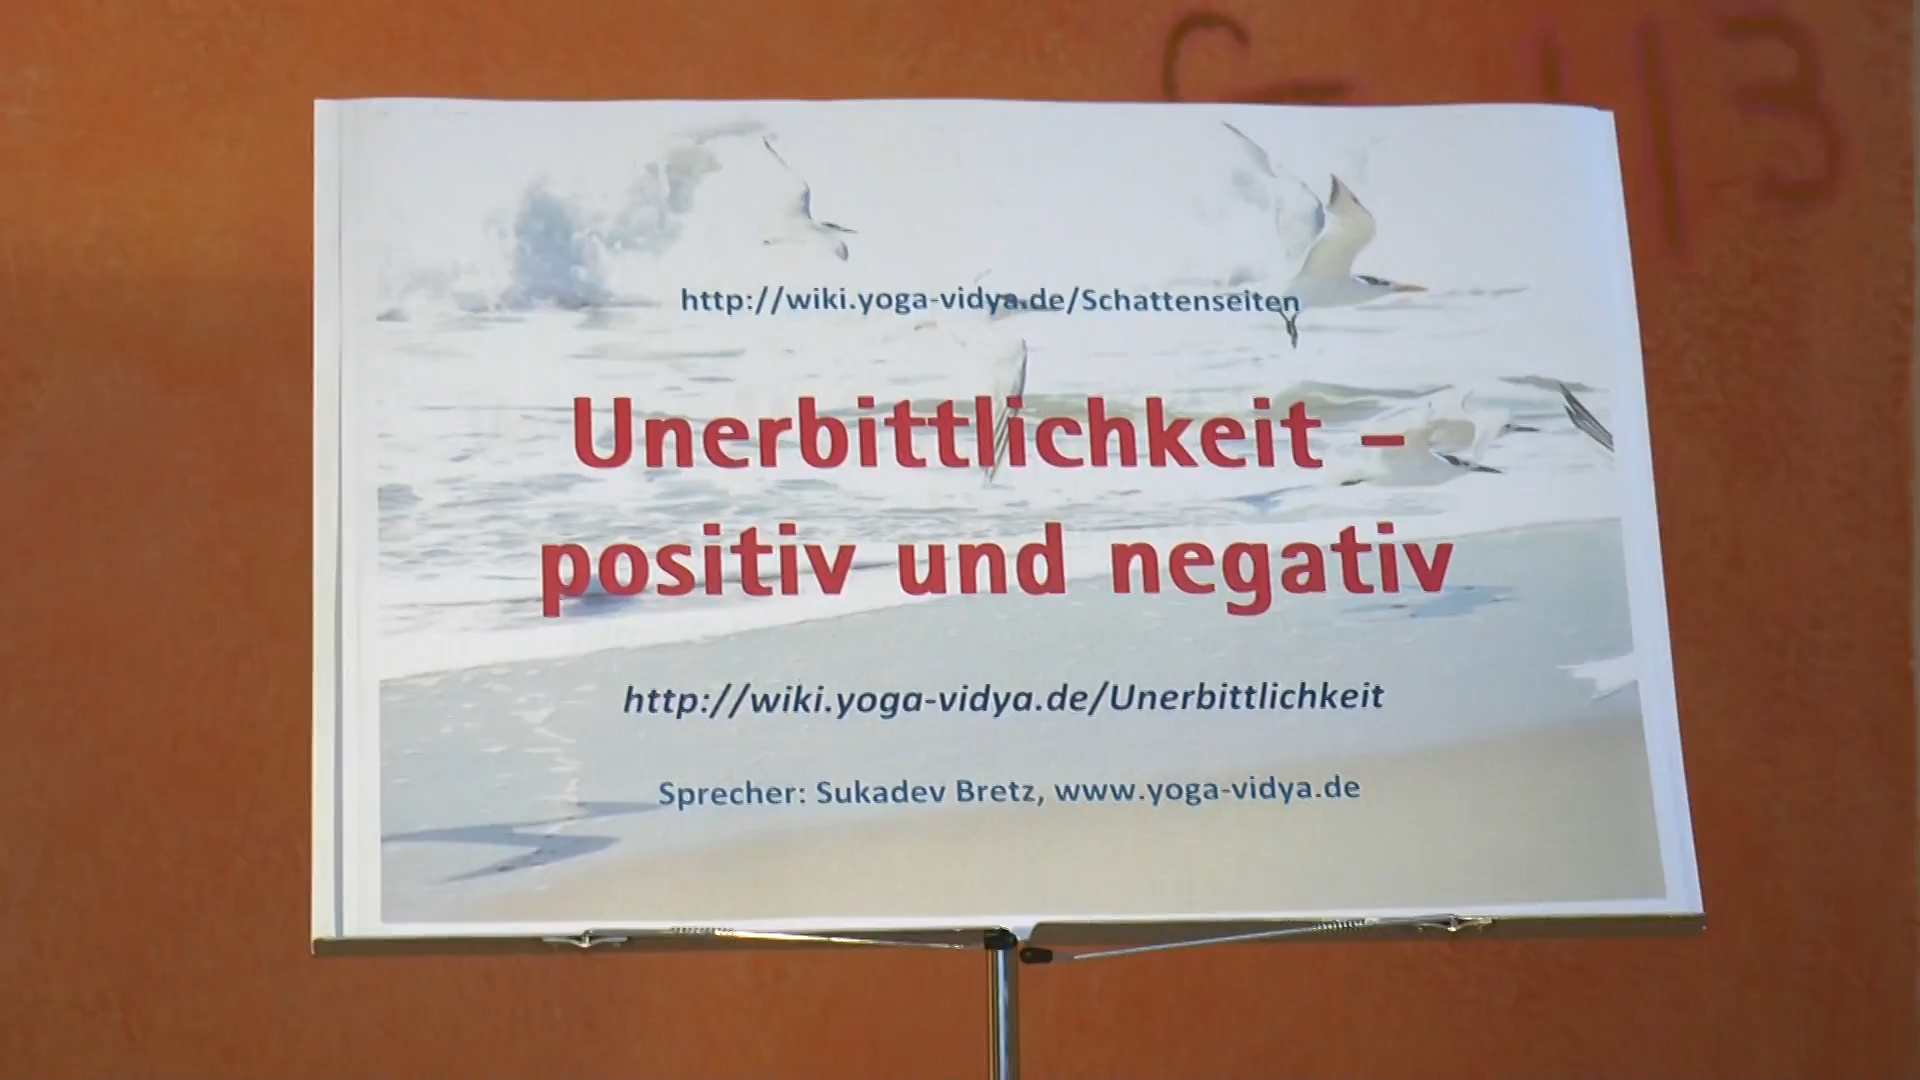 http://wiki.yoga-vidya.de/Schattenseiten
Unerbittlichkeit –
positiv und negativ
http://wiki.yoga-vidya.de/Unerbittlichkeit
Sprecher: Sukadev Bretz, www.yoga-vidya.de